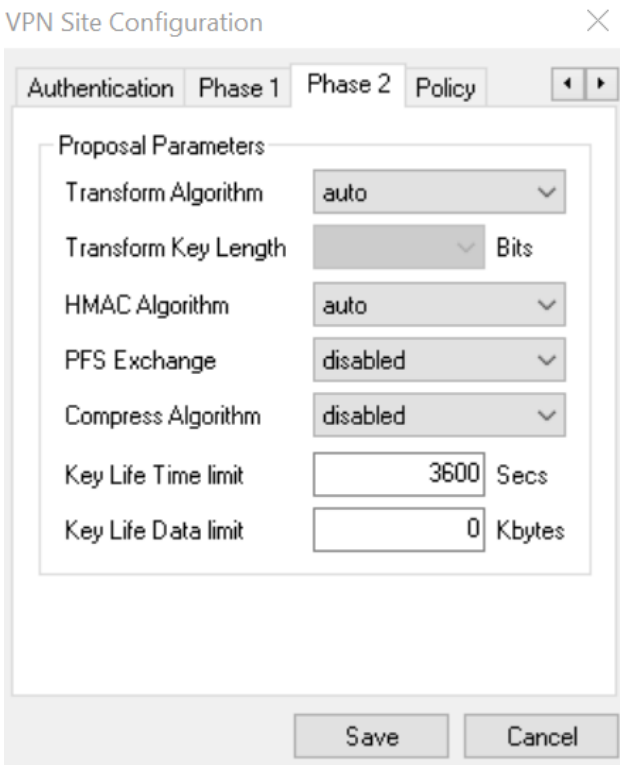 VPN Site Configuration
Authentication Phase 1 Phase 2 Policy
Proposal Parameters
Transform Algorithm auto
Transform Key Length Bits
HMAC Algorithm auto
PFS Exchange disabled
Compress Algorithm disabled
Key Life Time limit 3600 Secs
Key Life Data limit 0 Kbytes
Save Cancel